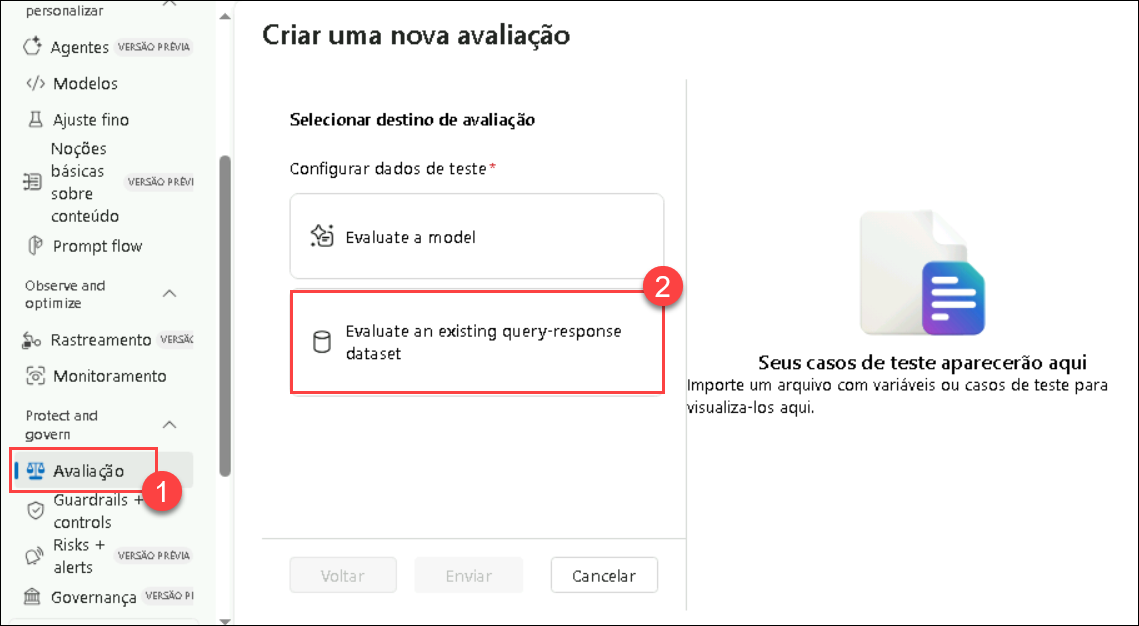 personalizar
Agentes VERSÃO PRÉVIA
Modelos
Ajuste fino
Noções
básicas
sobre
conteúdo
VERSÃO PRÉVI
Prompt flow
Observe and
optimize
Rastreamento VERSÃC
Monitoramento
Protect and
govern
Avaliação
1
Guardrails +
controls
Risks +
alerts
VERSÃO PRÉVIA
Governança VERSÃO PI
Criar uma nova avaliação
Selecionar destino de avaliação
Configurar dados de teste*
Evaluate a model
2
Evaluate an existing query-response
dataset
Voltar
Enviar
Cancelar
Seus casos de teste aparecerão aqui
Importe um arquivo com variáveis ou casos de teste para
visualiza-los aqui.